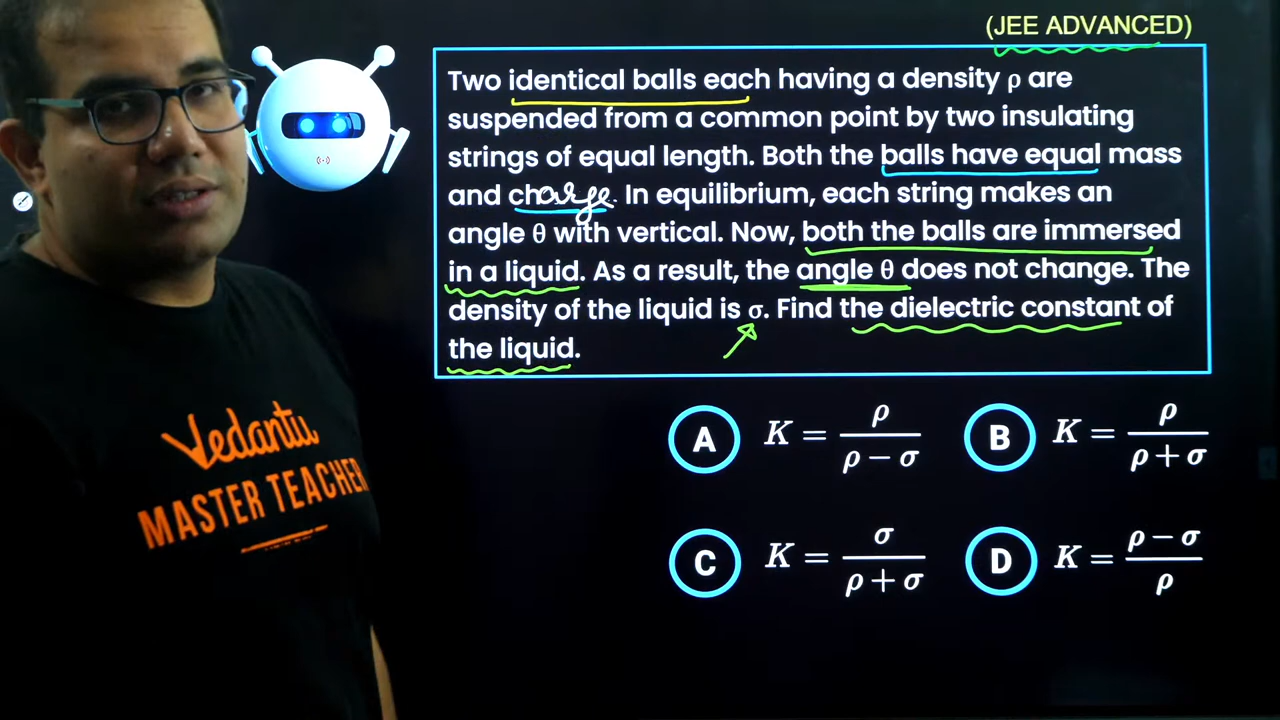 (JEE ADVANCED)
Two identical balls each having a density ρ are
suspended from a common point by two insulating
strings of equal length. Both the balls have equal mass
and charge. In equilibrium, each string makes an
angle θ with vertical. Now, both the balls are immersed
in a liquid. As a result, the angle θ does not change. The
density of the liquid is σ. Find the dielectric constant of
the liquid.
A K = ρ / (ρ − σ)
B K = ρ / (ρ + σ)
C K = σ / (ρ + σ)
D K = (ρ − σ) / ρ
Vedantu
MASTER TEACHER